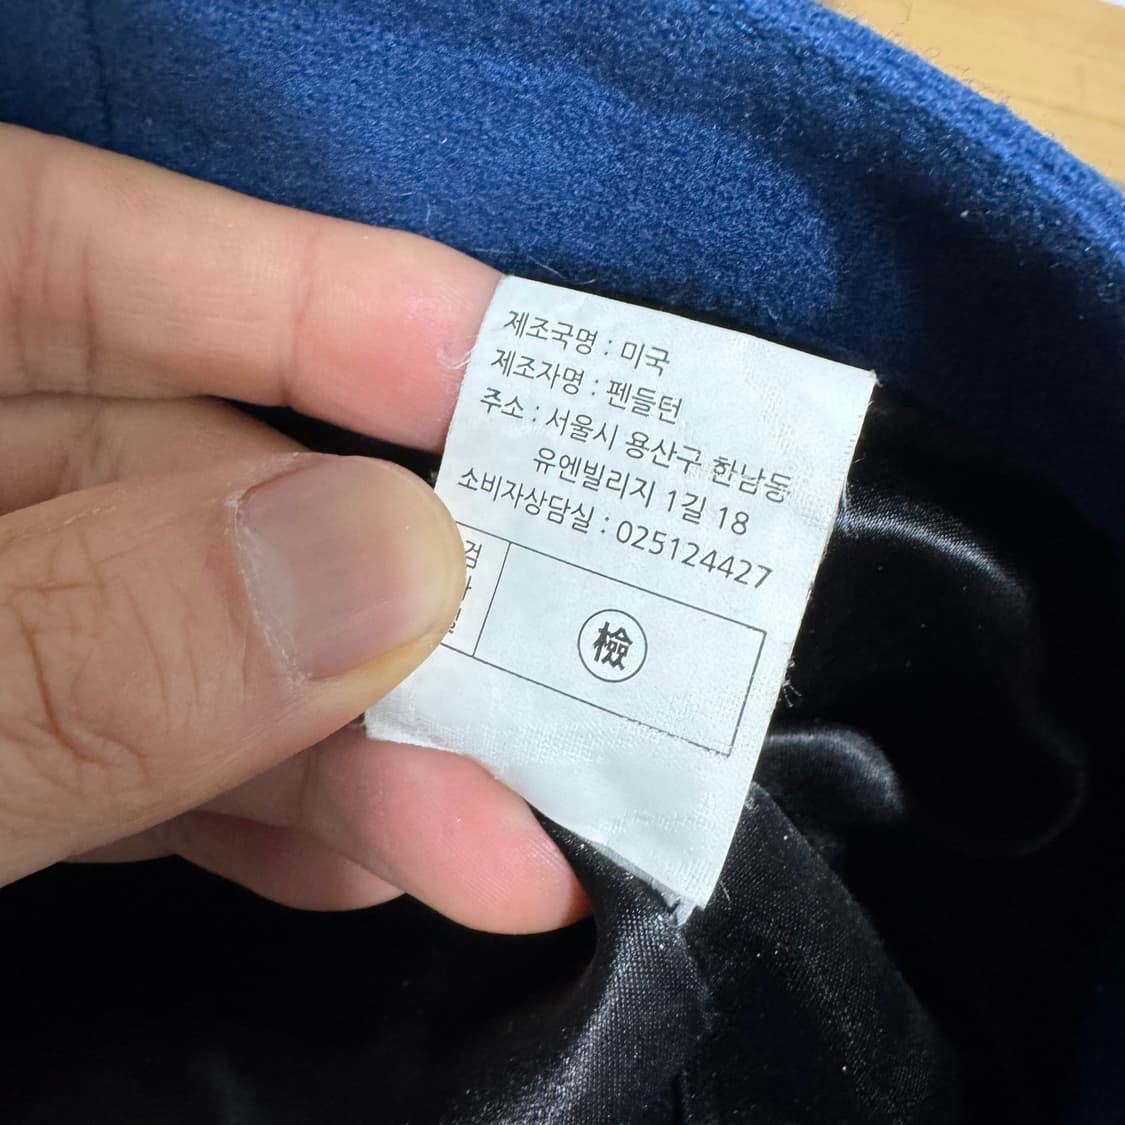 제조국명 : 미국
제조자명 : 펜들턴
주소 : 서울시 용산구 한남동
유엔빌리지 1길 18
소비자상담실 : 025124427
검
檢